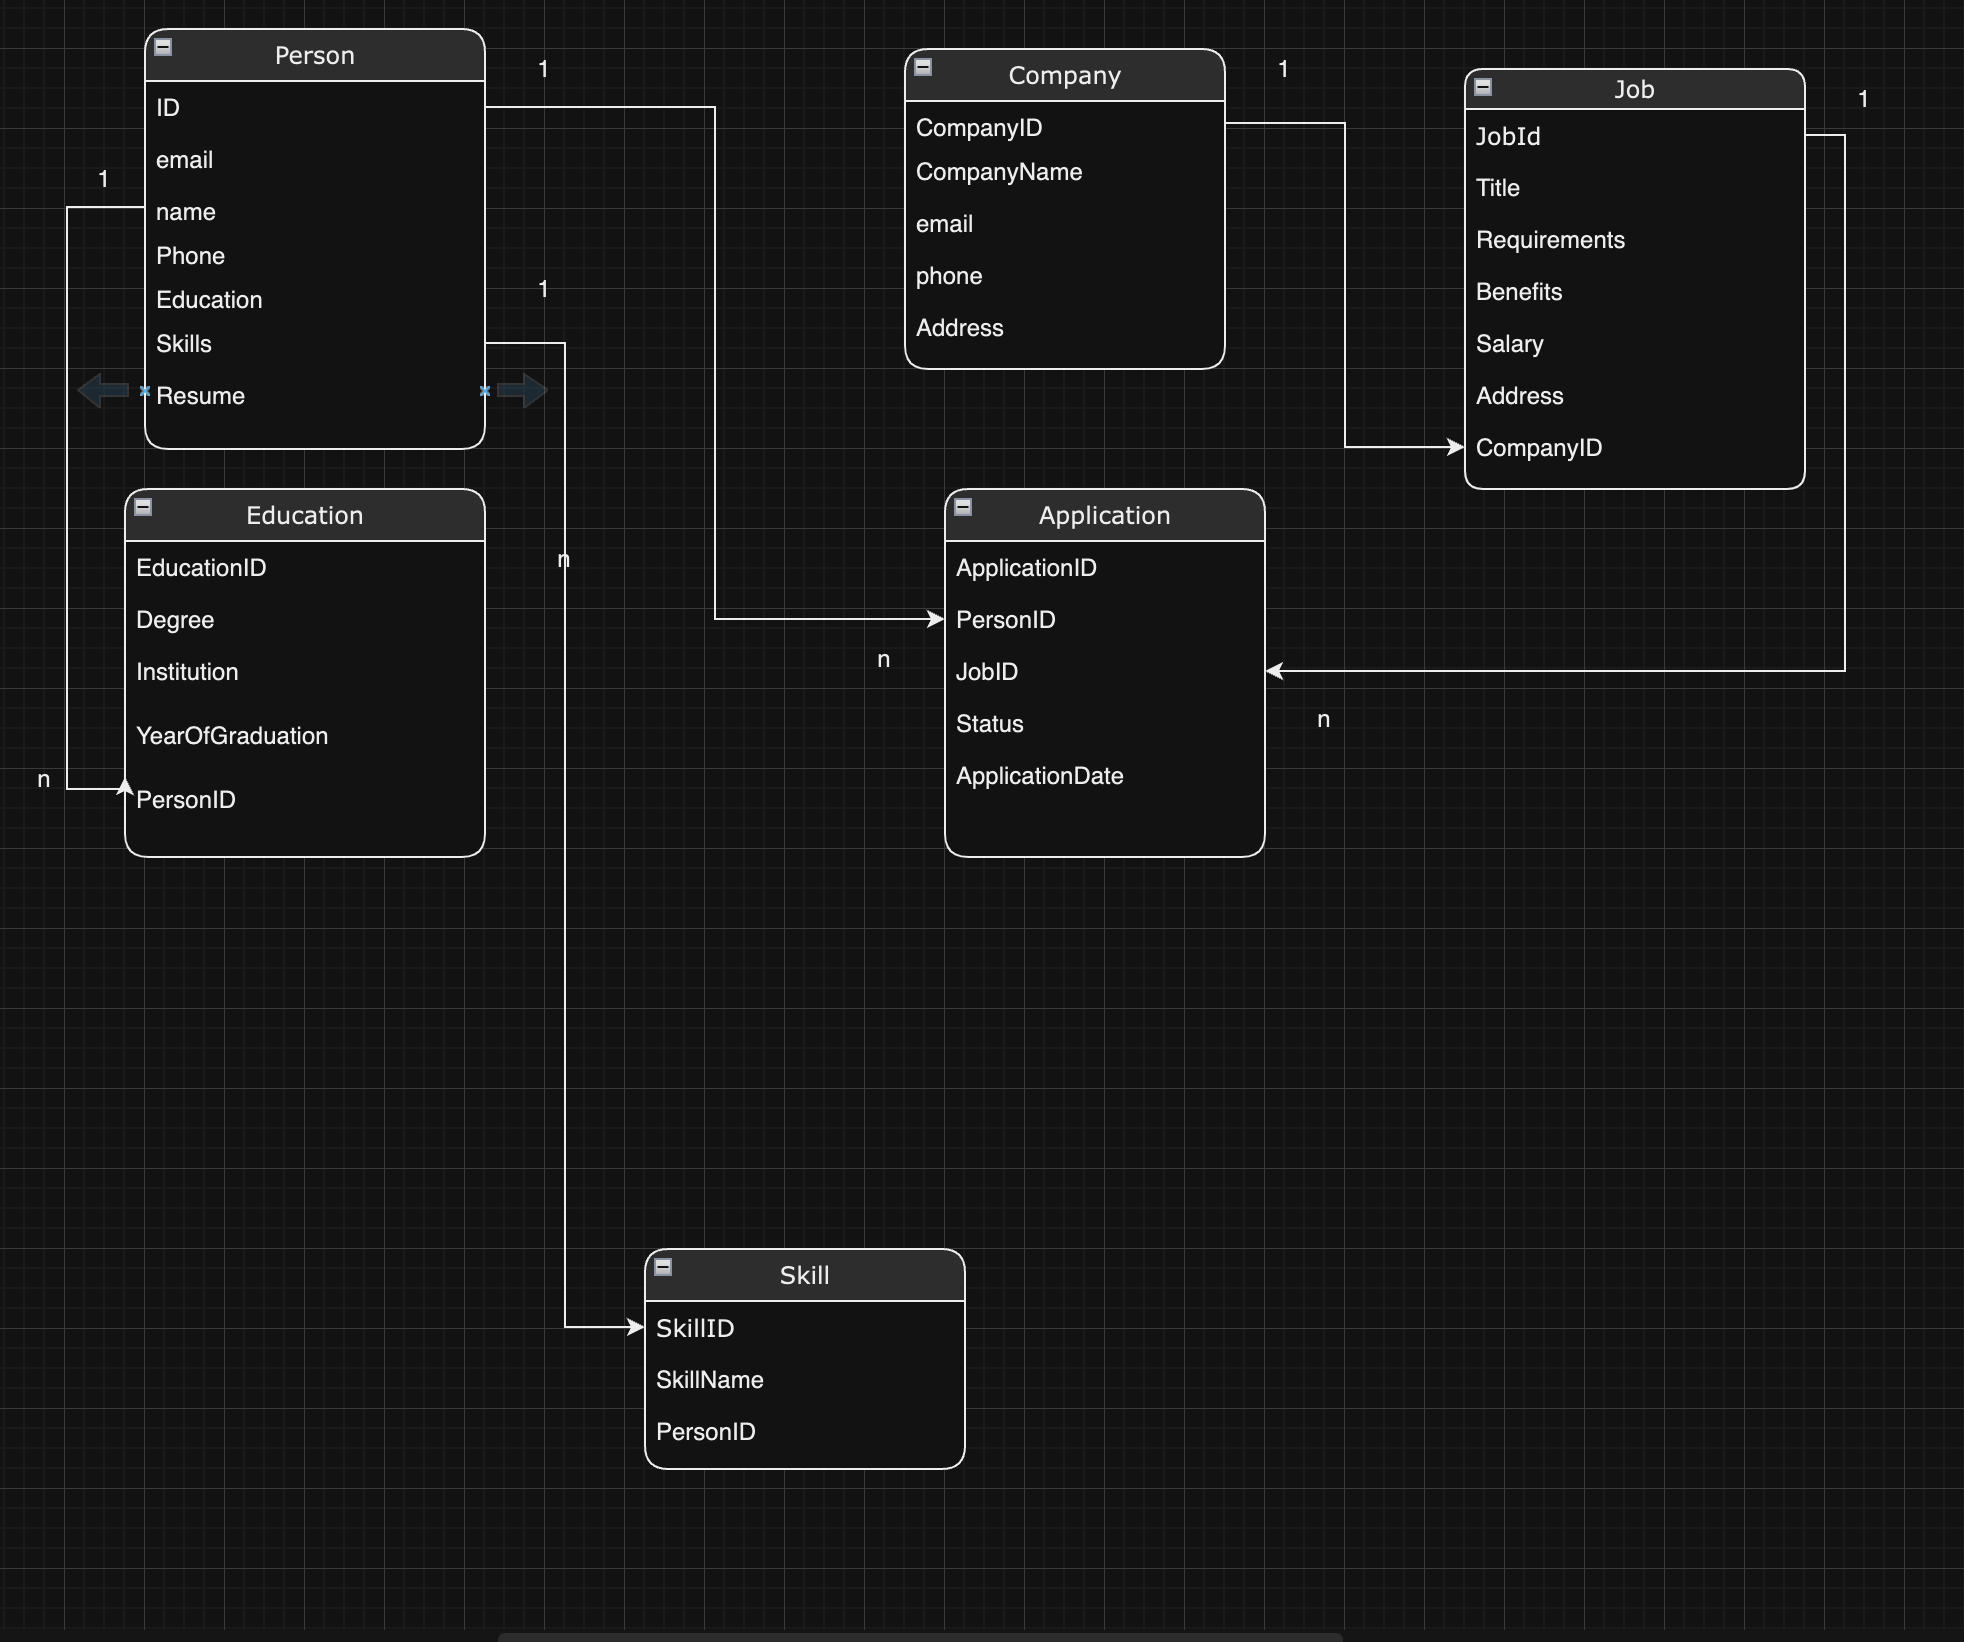 Person
ID
email
name
Phone
Education
Skills
Resume
1
1
1
Company
CompanyID
CompanyName
email
phone
Address
1
Job
JobId
Title
Requirements
Benefits
Salary
Address
CompanyID
1
Education
EducationID
Degree
Institution
YearOfGraduation
PersonID
n
n
Application
ApplicationID
PersonID
JobID
Status
ApplicationDate
n
n
Skill
SkillID
SkillName
PersonID